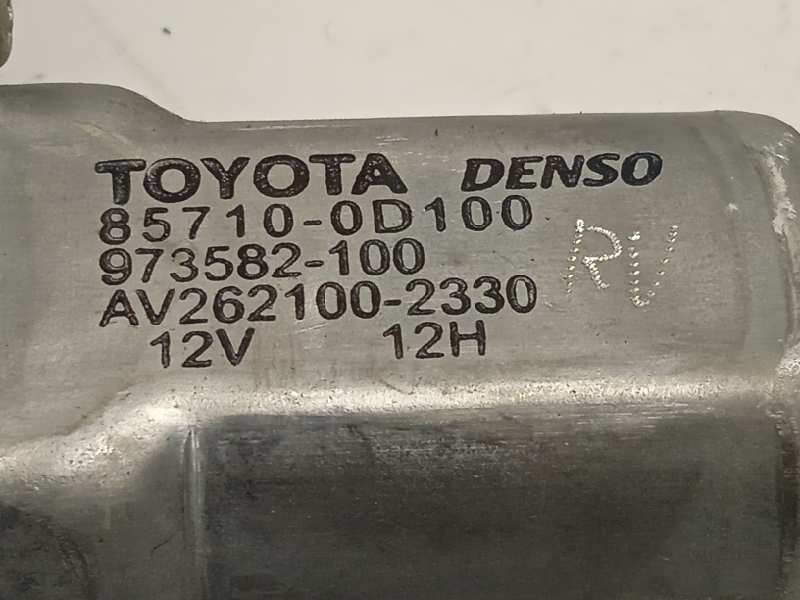 TOYOTA DENSO
85710-0D100
973582-100
AV262100-2330
12V 12H
RV